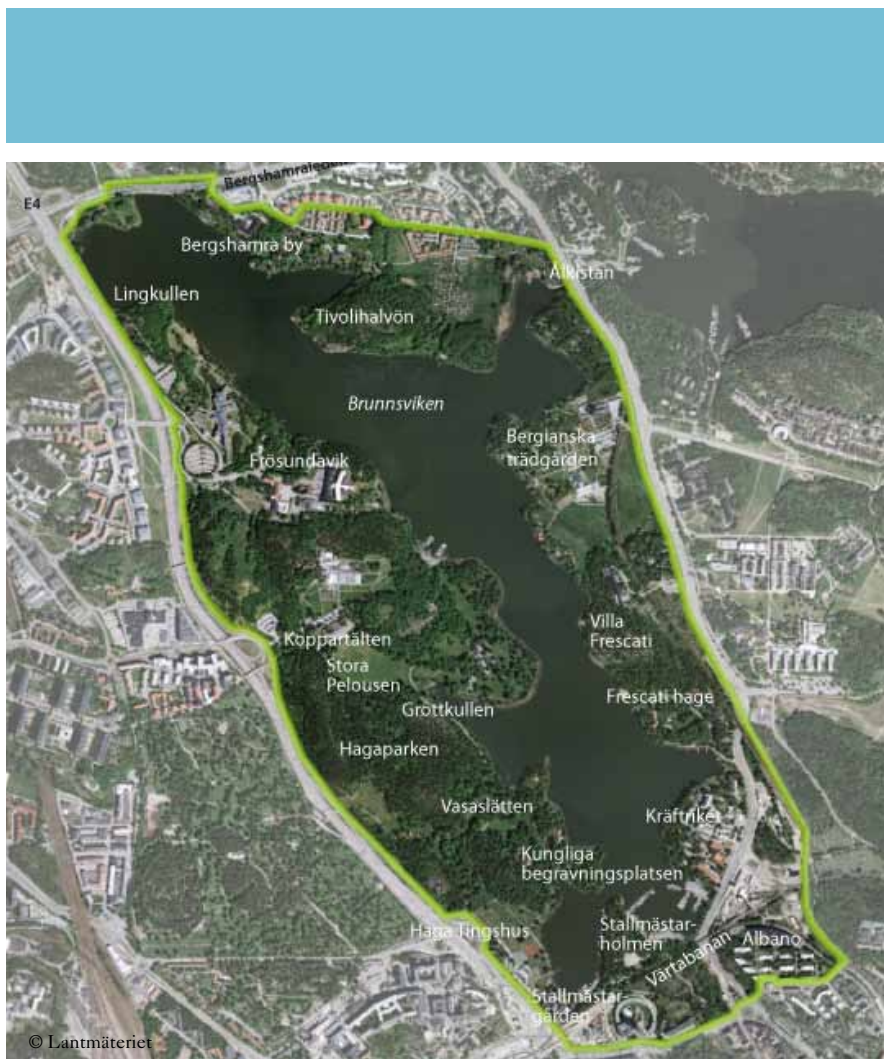 Bergshamraleden
E4
Bergshamra by
Ålkistan
Lingkullen
Tivolihalvön
Brunnsviken
Bergianska
trädgården
Frösundavik
Villa
Frescati
Koppartälten
Stora
Pelousen
Frescati hage
Grottkullen
Hagaparken
Vasaslätten
Kräftriket
Kungliga
begravningsplatsen
Haga Tingshus
Stallmästar-
holmen
Albano
Värtabanan
Stallmästar-
gården
© Lantmäteriet